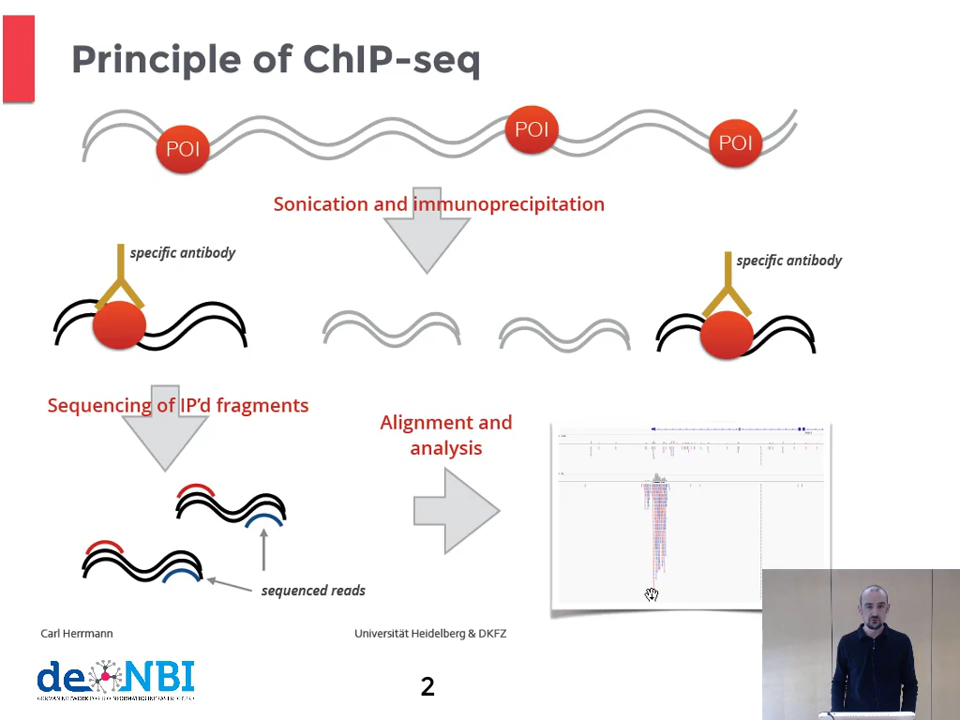 Principle of ChIP-seq
POI
POI
POI
Sonication and immunoprecipitation
specific antibody
specific antibody
Sequencing of IP'd fragments
Alignment and
analysis
sequenced reads
Carl Herrmann
Universität Heidelberg & DKFZ
de NBI
2